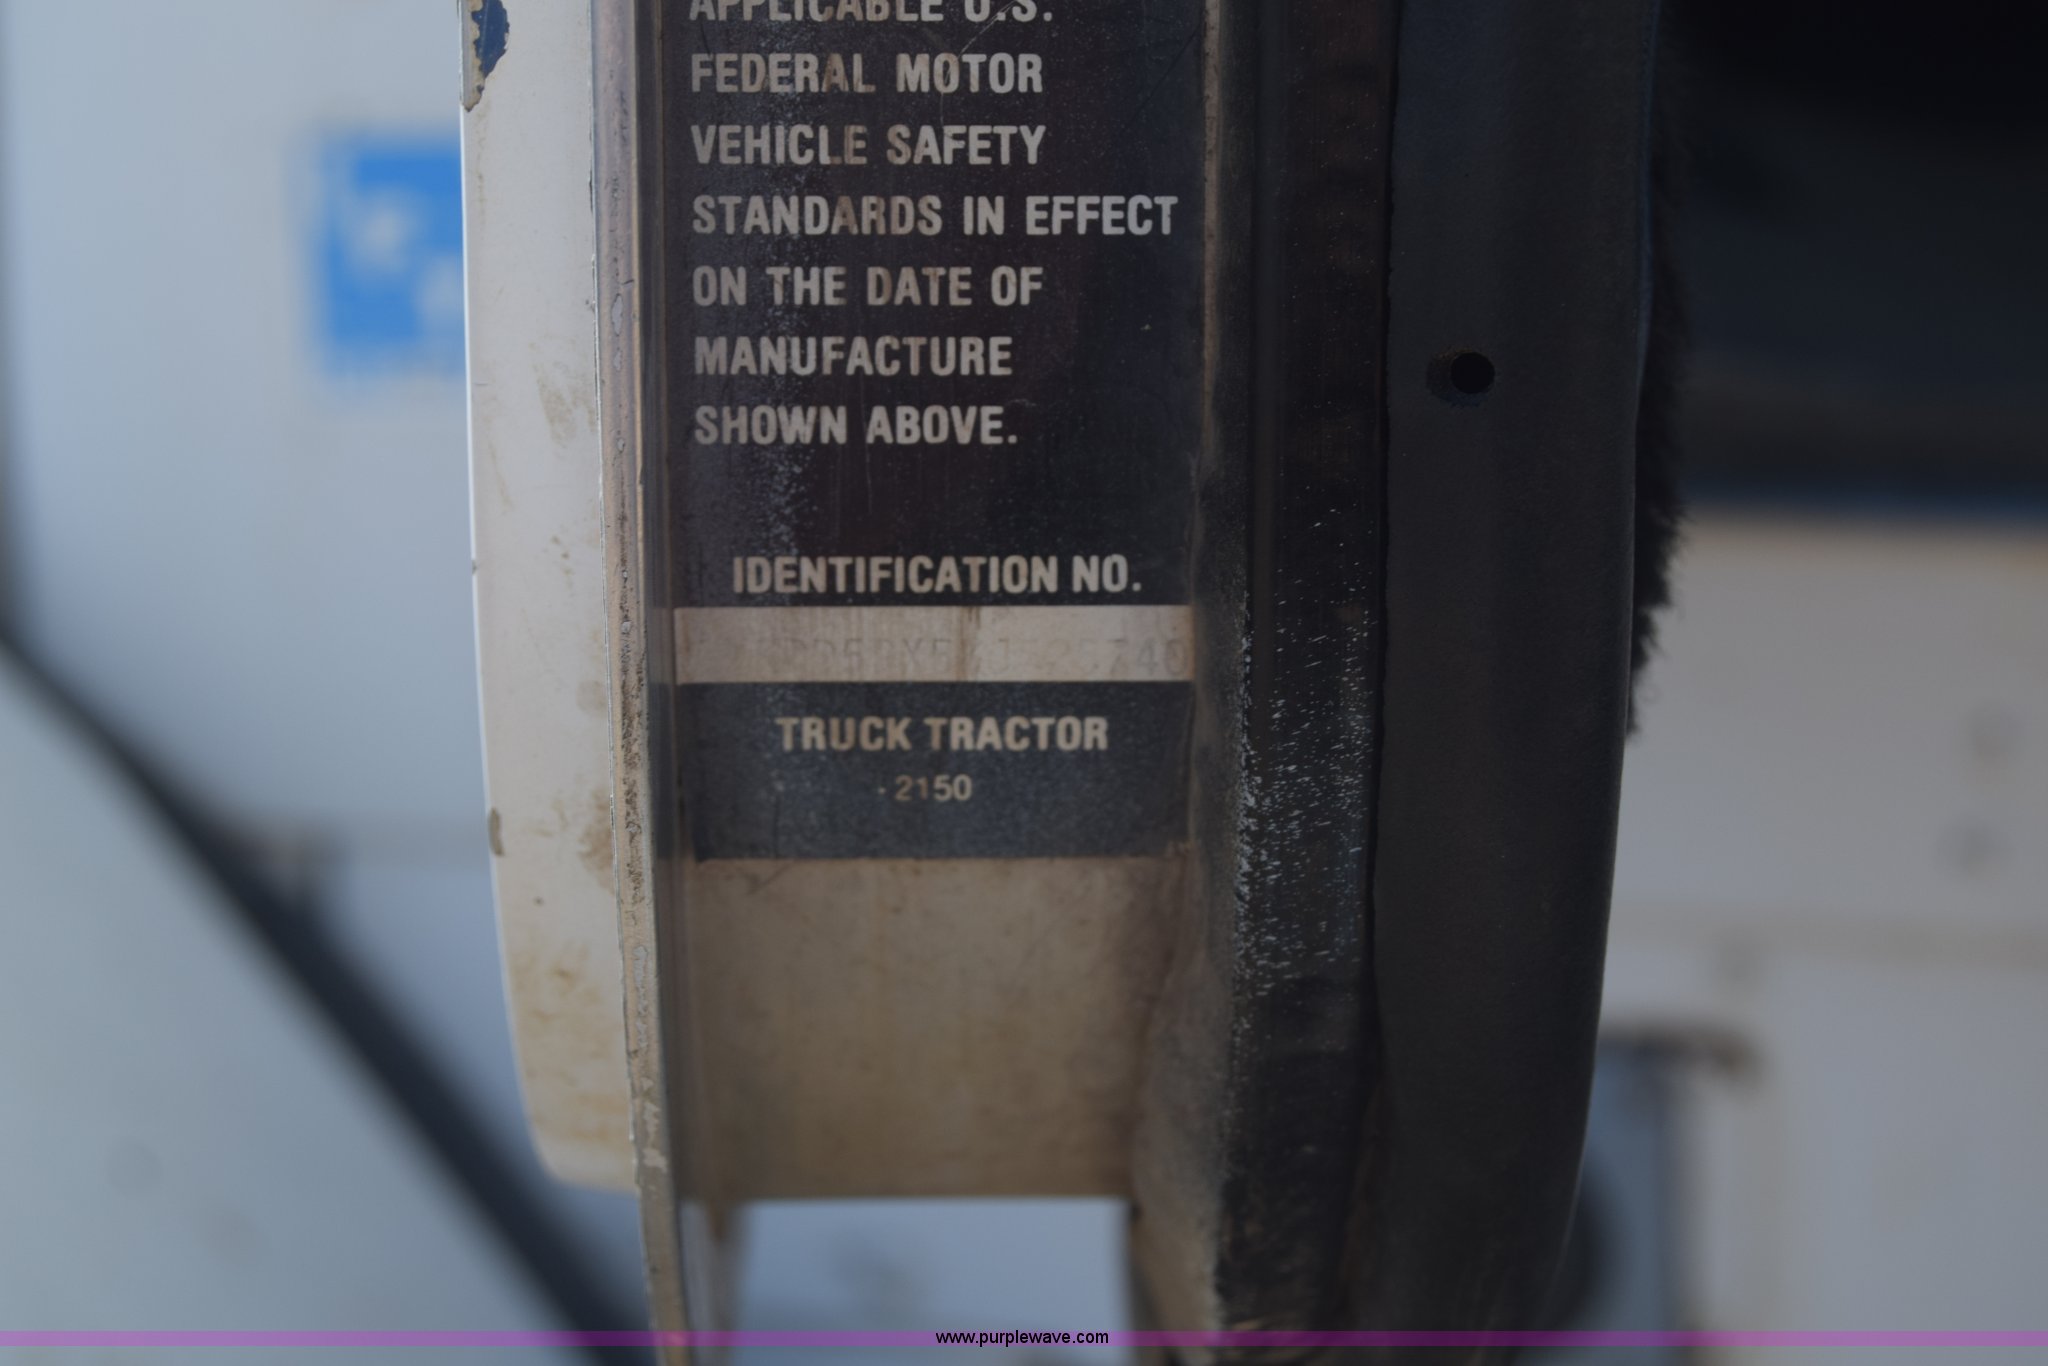 APPLICABLE U.S.
FEDERAL MOTOR
VEHICLE SAFETY
STANDARDS IN EFFECT
ON THE DATE OF
MANUFACTURE
SHOWN ABOVE.
IDENTIFICATION NO.
TRUCK TRACTOR
2150
www.purplewave.com